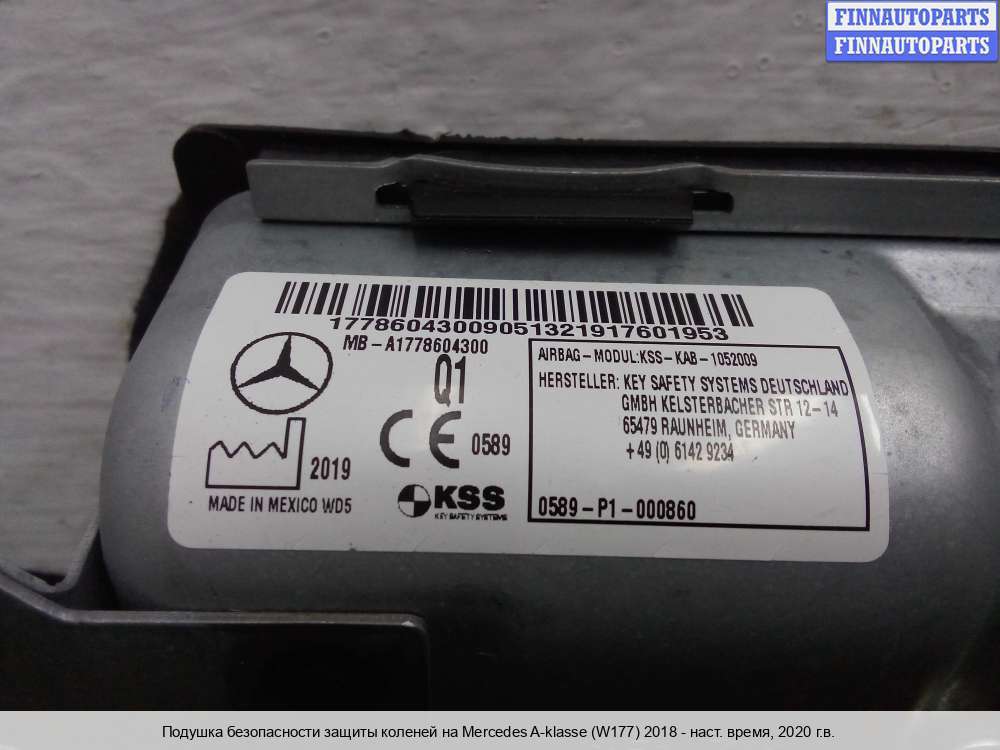 FINNAUTOPARTS
FINNAUTOPARTS
17786043009051321917601953
MB-A1778604300
Q1
AIRBAG-MODUL:KSS-KAB-1052009
HERSTELLER: KEY SAFETY SYSTEMS DEUTSCHLAND
GMBH KELSTERBACHER STR 12-14
65479 RAUNHEIM, GERMANY
+49 (0) 6142 9234
0589-P1-000860
CE 0589
2019
MADE IN MEXICO WD5
KSS
KEY SAFETY SYSTEMS
Подушка безопасности защиты коленей на Mercedes A-klasse (W177) 2018 - наст. время, 2020 г.в.